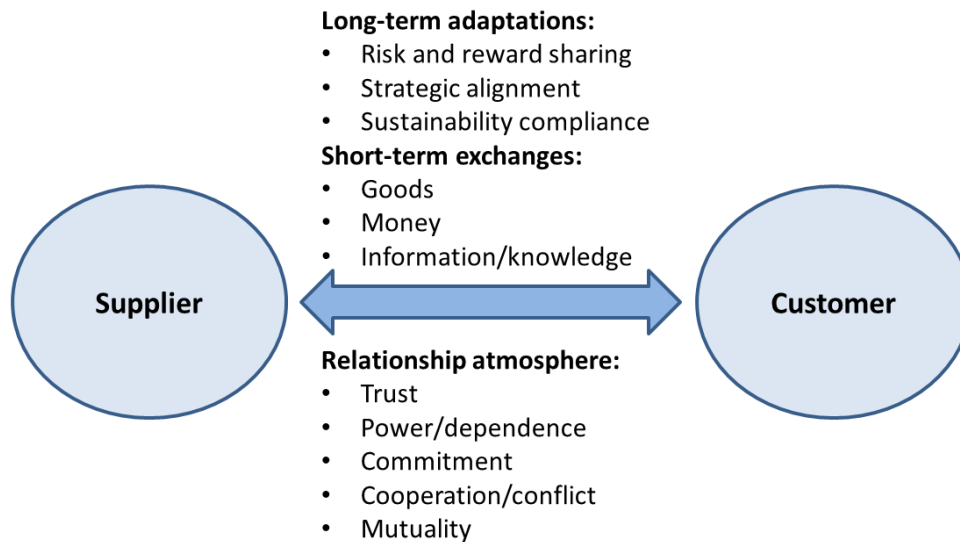 Long-term adaptations:
• Risk and reward sharing
• Strategic alignment
• Sustainability compliance
Short-term exchanges:
• Goods
• Money
• Information/knowledge
Supplier
Customer
Relationship atmosphere:
• Trust
• Power/dependence
• Commitment
• Cooperation/conflict
• Mutuality